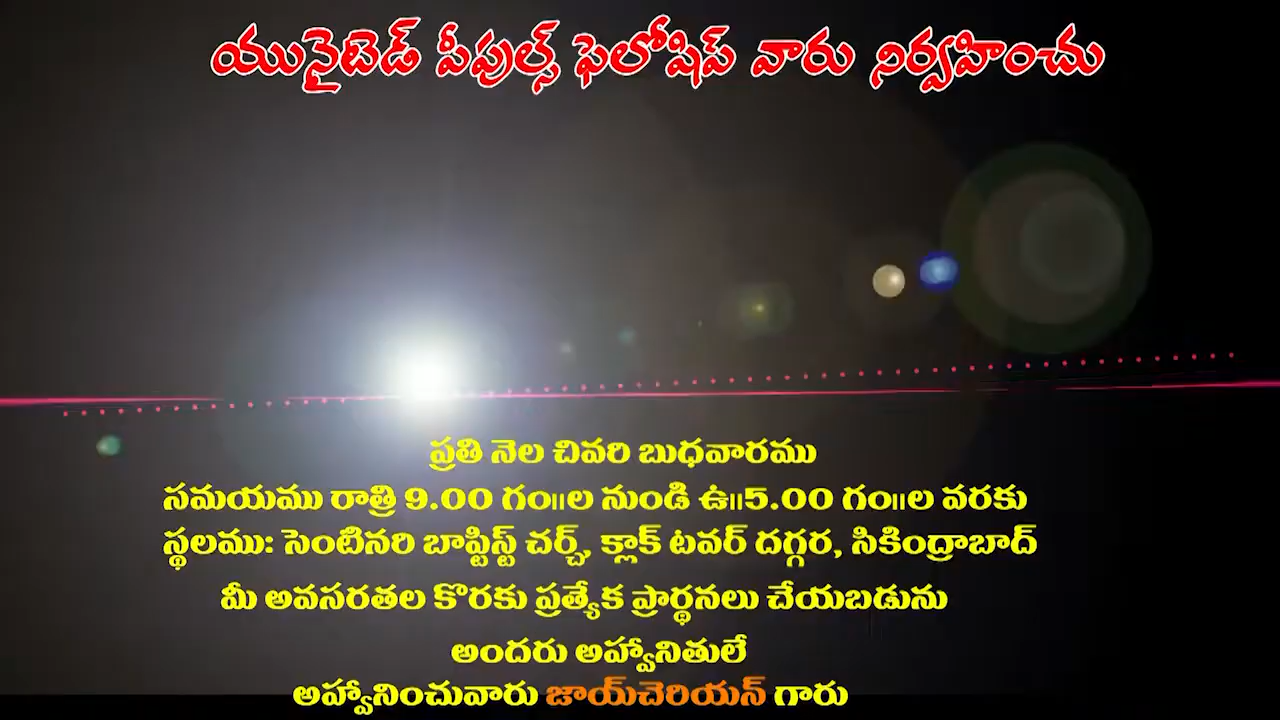 యునైటెడ్ పీపుల్స్ ఫెలోషిప్ వారు నిర్వహించు
ప్రతి నెల చివరి బుధవారము
సమయము రాత్రి 9.00 గం॥ల నుండి ఉ॥5.00 గం॥ల వరకు
స్థలము: సెంటినరి బాప్టిస్ట్ చర్చ్, క్లాక్ టవర్ దగ్గర, సికింద్రాబాద్
మీ అవసరతల కొరకు ప్రత్యేక ప్రార్థనలు చేయబడును
అందరు అహ్వానితులే
అహ్వానించువారు జాయ్‌చెరియన్ గారు